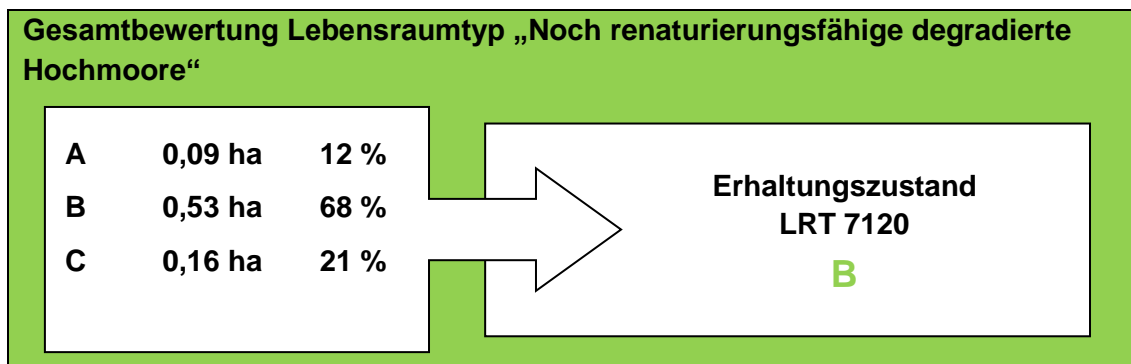 Gesamtbewertung Lebensraumtyp „Noch renaturierungsfähige degradierte
Hochmoore“
A 0,09 ha 12 %
B 0,53 ha 68 %
C 0,16 ha 21 %
Erhaltungszustand
LRT 7120
B